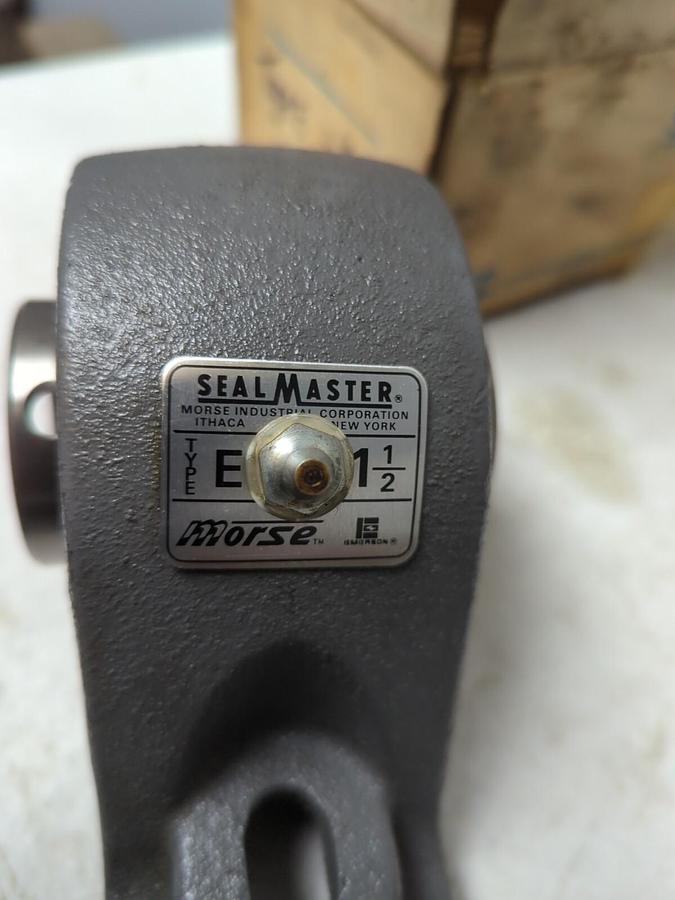 SEALMASTER®
MORSE INDUSTRIAL CORPORATION
ITHACA NEW YORK
TYPE E 1 1/2
morse™ EMERSON®